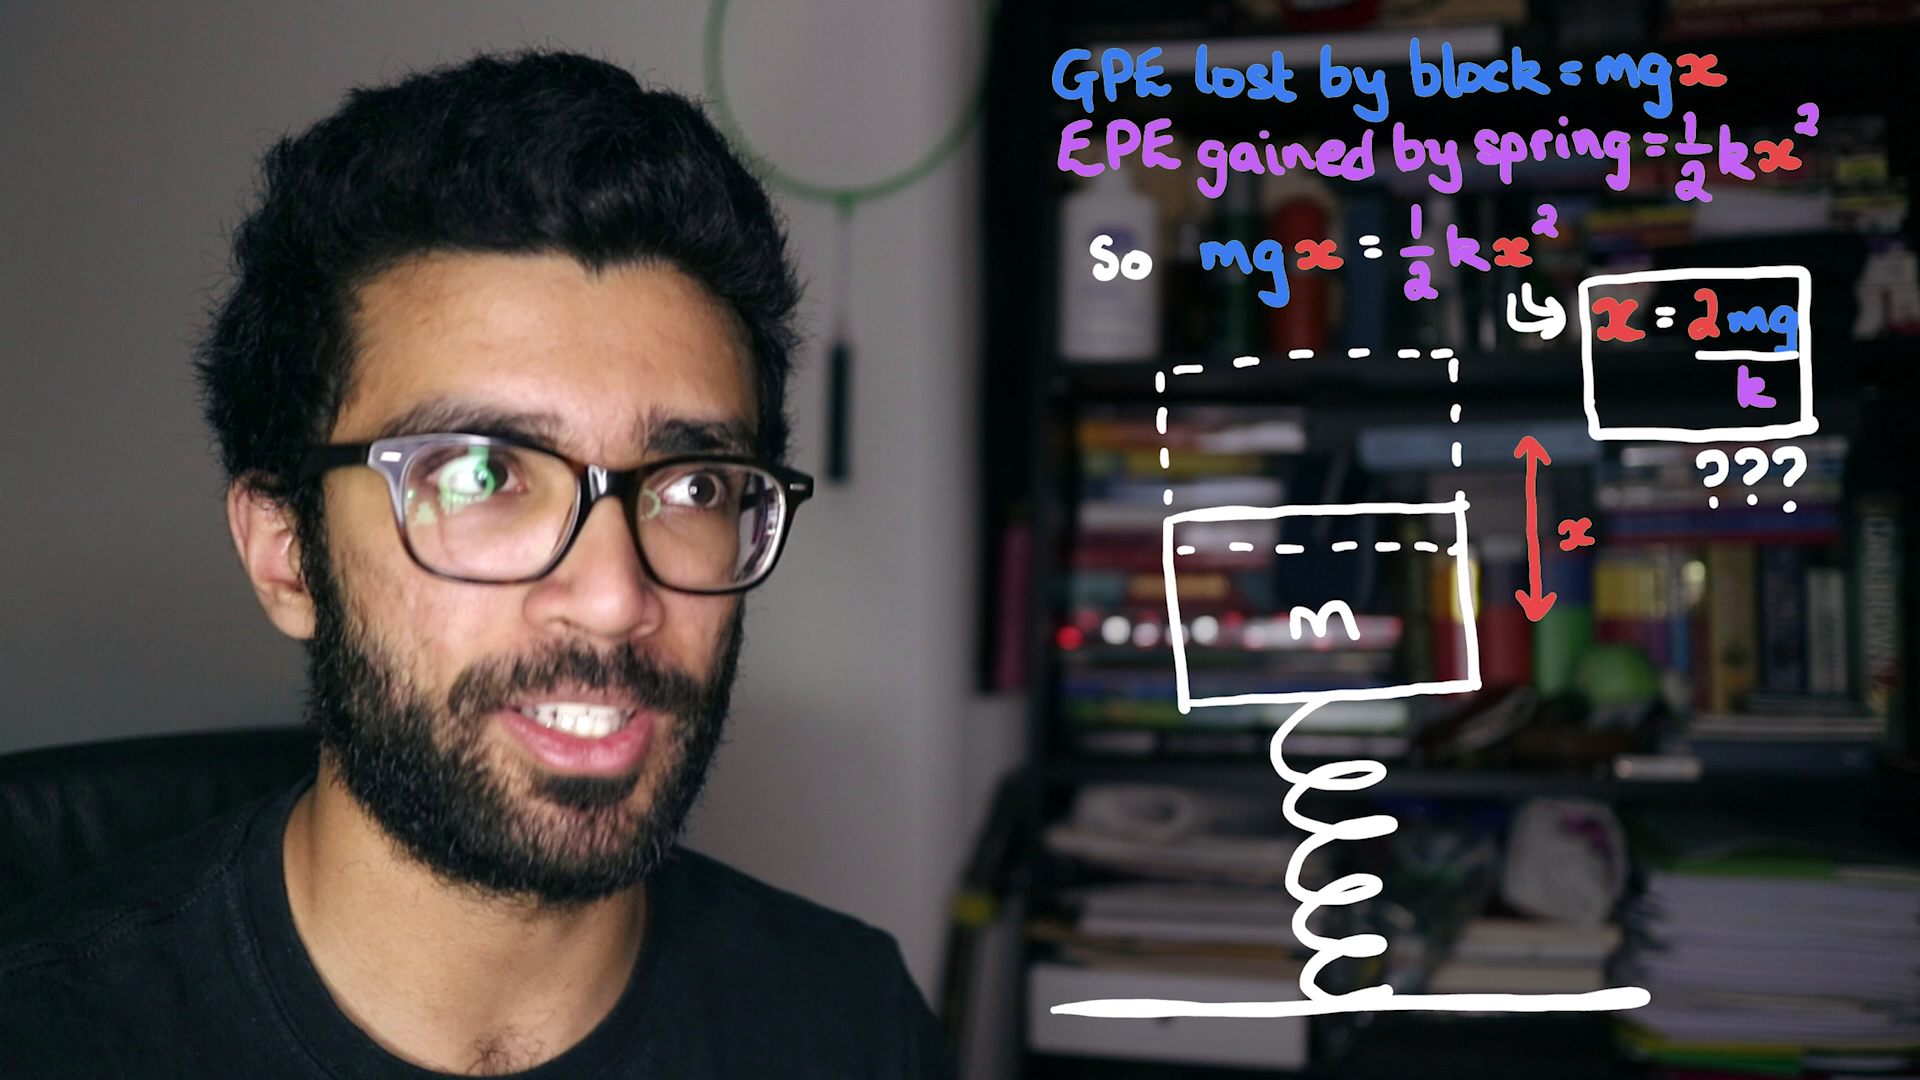 GPE lost by block = mgx
EPE gained by spring = 1/2 kx²
So mgx = 1/2 kx²
x = 2mg/k
???
x
m